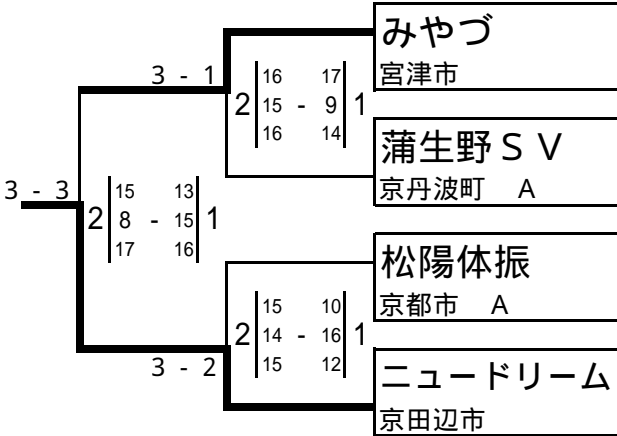 みやづ
宮津市
3 - 1
16 17
2 15 - 9 1
16 14
蒲生野ＳＶ
京丹波町　A
3 - 3
15 13
2 8 - 15 1
17 16
松陽体振
京都市　A
15 10
2 14 - 16 1
15 12
3 - 2
ニュードリーム
京田辺市